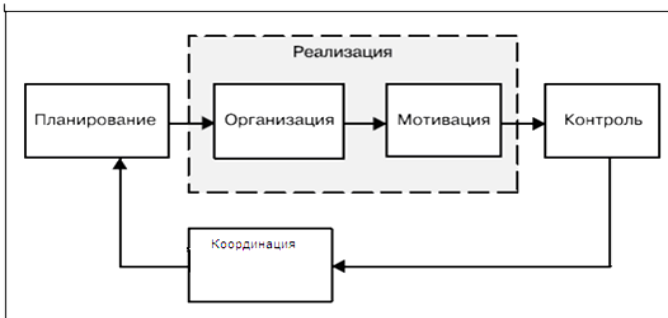 Реализация
Планирование
Организация
Мотивация
Контроль
Координация